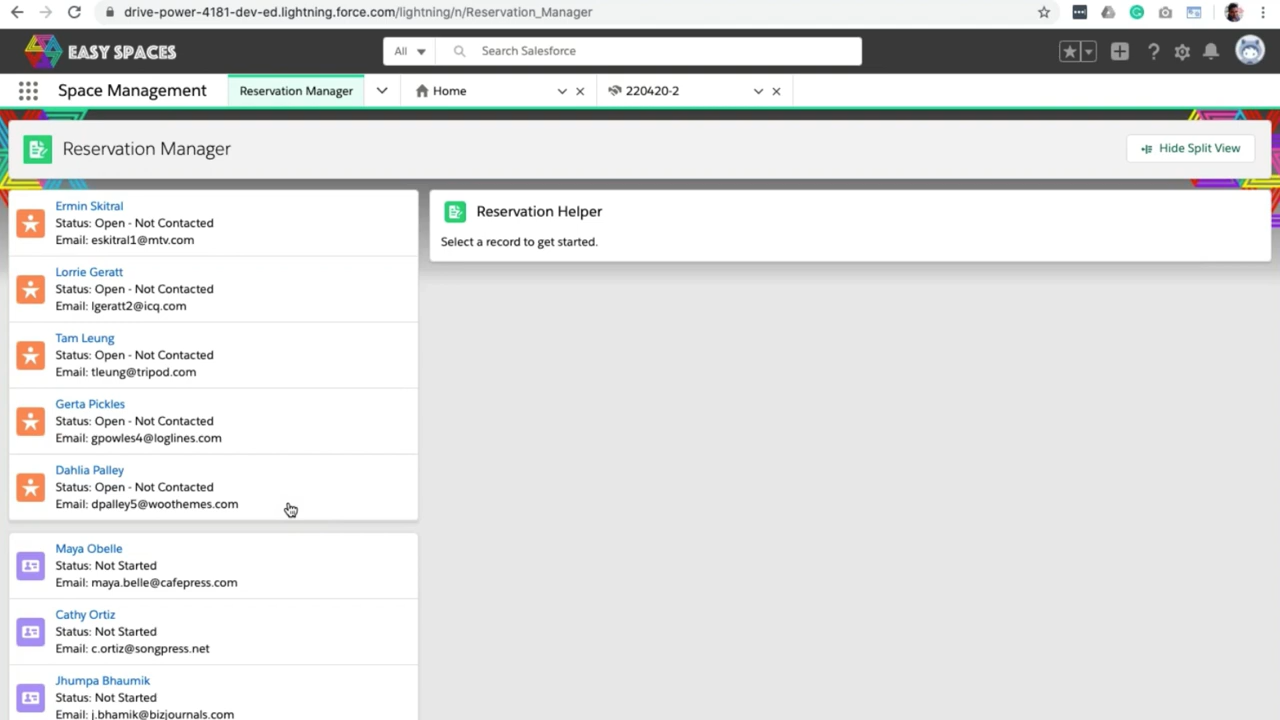 drive-power-4181-dev-ed.lightning.force.com/lightning/n/Reservation_Manager
EASY SPACES
All
Search Salesforce
Space Management
Reservation Manager
Home
220420-2
Reservation Manager
Hide Split View
Ermin Skitral
Status: Open - Not Contacted
Email: eskitral1@mtv.com
Lorrie Geratt
Status: Open - Not Contacted
Email: lgeratt2@icq.com
Tam Leung
Status: Open - Not Contacted
Email: tleung@tripod.com
Gerta Pickles
Status: Open - Not Contacted
Email: gpowles4@loglines.com
Dahlia Palley
Status: Open - Not Contacted
Email: dpalley5@woothemes.com
Maya Obelle
Status: Not Started
Email: maya.belle@cafepress.com
Cathy Ortiz
Status: Not Started
Email: c.ortiz@songpress.net
Jhumpa Bhaumik
Status: Not Started
Email: j.bhamik@bizjournals.com
Reservation Helper
Select a record to get started.